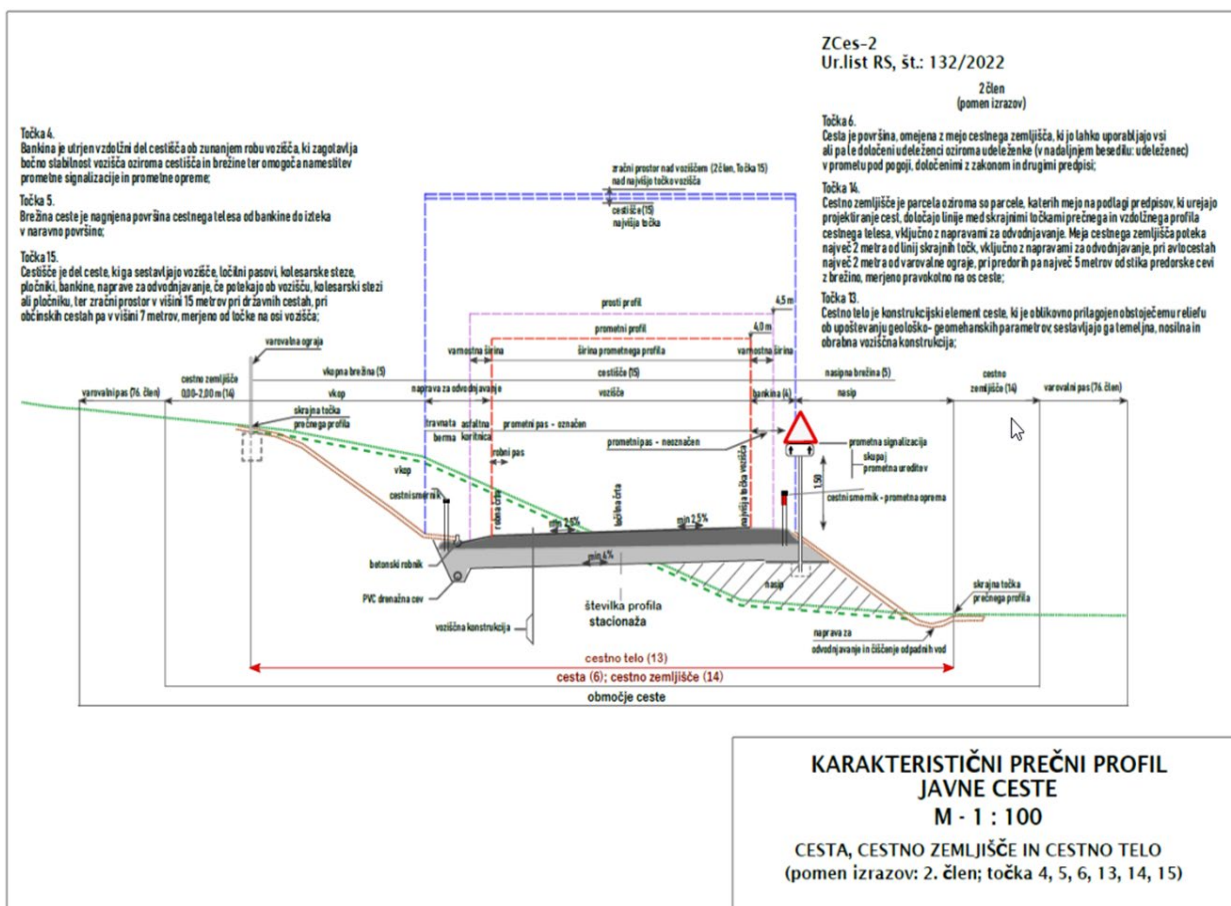 ZCes-2
Ur.list RS, št.: 132/2022
2 člen
(pomen izrazov)
Točka 4.
Bankina je utrjen vzdolžni del cestišča ob zunanjem robu vozišča, ki zagotavlja
bočno stabilnost vozišča oziroma cestišča in brežine ter omogoča namestitev
prometne signalizacije in prometne opreme;
Točka 5.
Brežina ceste je nagnjena površina cestnega telesa od bankine do izteka
v naravno površino;
Točka 15.
Cestišče je del ceste, ki ga sestavljajo vozišče, ločilni pasovi, kolesarske steze,
pločniki, bankine, naprave za odvodnjavanje, če potekajo ob vozišču, kolesarski stezi
ali pločniku, ter zračni prostor v višini 15 metrov pri državnih cestah, pri
občinskih cestah pa v višini 7 metrov, merjeno od točke na osi vozišča;
Točka 6.
Cesta je površina, omejena z mejo cestnega zemljišča, ki jo lahko uporabljajo vsi
ali pa le določeni udeleženci oziroma udeleženke (v nadaljnjem besedilu: udeleženec)
v prometu pod pogoji, določenimi z zakonom in drugimi predpisi;
Točka 14.
Cestno zemljišče je parcela oziroma so parcele, katerih mejo na podlagi predpisov, ki urejajo
projektiranje cest, določajo linije med skrajnimi točkami prečnega in vzdolžnega profila
cestnega telesa, vključno z napravami za odvodnjavanje. Meja cestnega zemljišča poteka
največ 2 metra od linij skrajnih točk, vključno z napravami za odvodnjavanje, pri avtocestah
največ 2 metra od varovalne ograje, pri predorih pa največ 5 metrov od stika predorske cevi
z brežino, merjeno pravokotno na os ceste;
Točka 13.
Cestno telo je konstrukcijski element ceste, ki je oblikovno prilagojen obstoječemu reliefu
ob upoštevanju geološko- geomehanskih parametrov, sestavljajo ga temeljna, nosilna in
obrabna voziščna konstrukcija;
zračni prostor nad voziščem (2 člen, Točka 15)
nad najvišjo točko vozišča
cestišče (15)
najvišja točka
prosti profil
4,5 m
prometni profil
4,0 m
varovalna ograja
varnostna širina
širina prometnega profila
varnostna širina
vkopna brežina (5)
cestišče (15)
nasipna brežina (5)
cestno
zemljišče (14)
varovalni pas (76. člen)
cestno zemljišče
0,00-2,00 m (14)
vkop
naprava za odvodnjavanje
vozišče
bankina (4)
nasip
varovalni pas (76. člen)
skrajna točka
prečnega profila
travnata
berma
asfaltna
koritnica
prometni pas - označen
prometni pas - neoznačen
prometna signalizacija
skupaj
prometna ureditev
robni pas
vkop
cestni smernik
robna črta
ločilna črta
najvišja točka vozišča
1,50
cestni smernik - prometna oprema
min 2,5%
min 2,5%
min 4%
betonski robnik
PVC drenažna cev
voziščna konstrukcija
številka profila
stacionaža
nasip
skrajna točka
prečnega profila
naprava za
odvodnjavanje in čiščenje odpadnih vod
cestno telo (13)
cesta (6); cestno zemljišče (14)
območje ceste
KARAKTERISTIČNI PREČNI PROFIL
JAVNE CESTE
M - 1 : 100
CESTA, CESTNO ZEMLJIŠČE IN CESTNO TELO
(pomen izrazov: 2. člen; točka 4, 5, 6, 13, 14, 15)